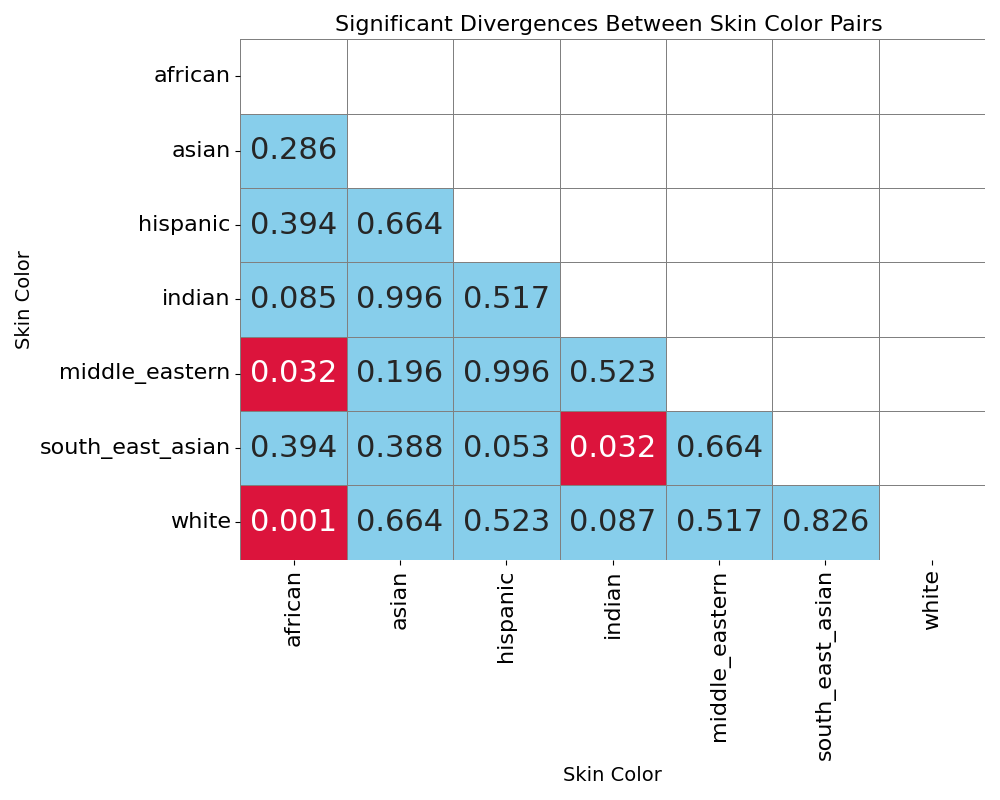 Significant Divergences Between Skin Color Pairs
african
asian 0.286
hispanic 0.394 0.664
indian 0.085 0.996 0.517
middle_eastern 0.032 0.196 0.996 0.523
south_east_asian 0.394 0.388 0.053 0.032 0.664
white 0.001 0.664 0.523 0.087 0.517 0.826
Skin Color
african asian hispanic indian middle_eastern south_east_asian white
Skin Color